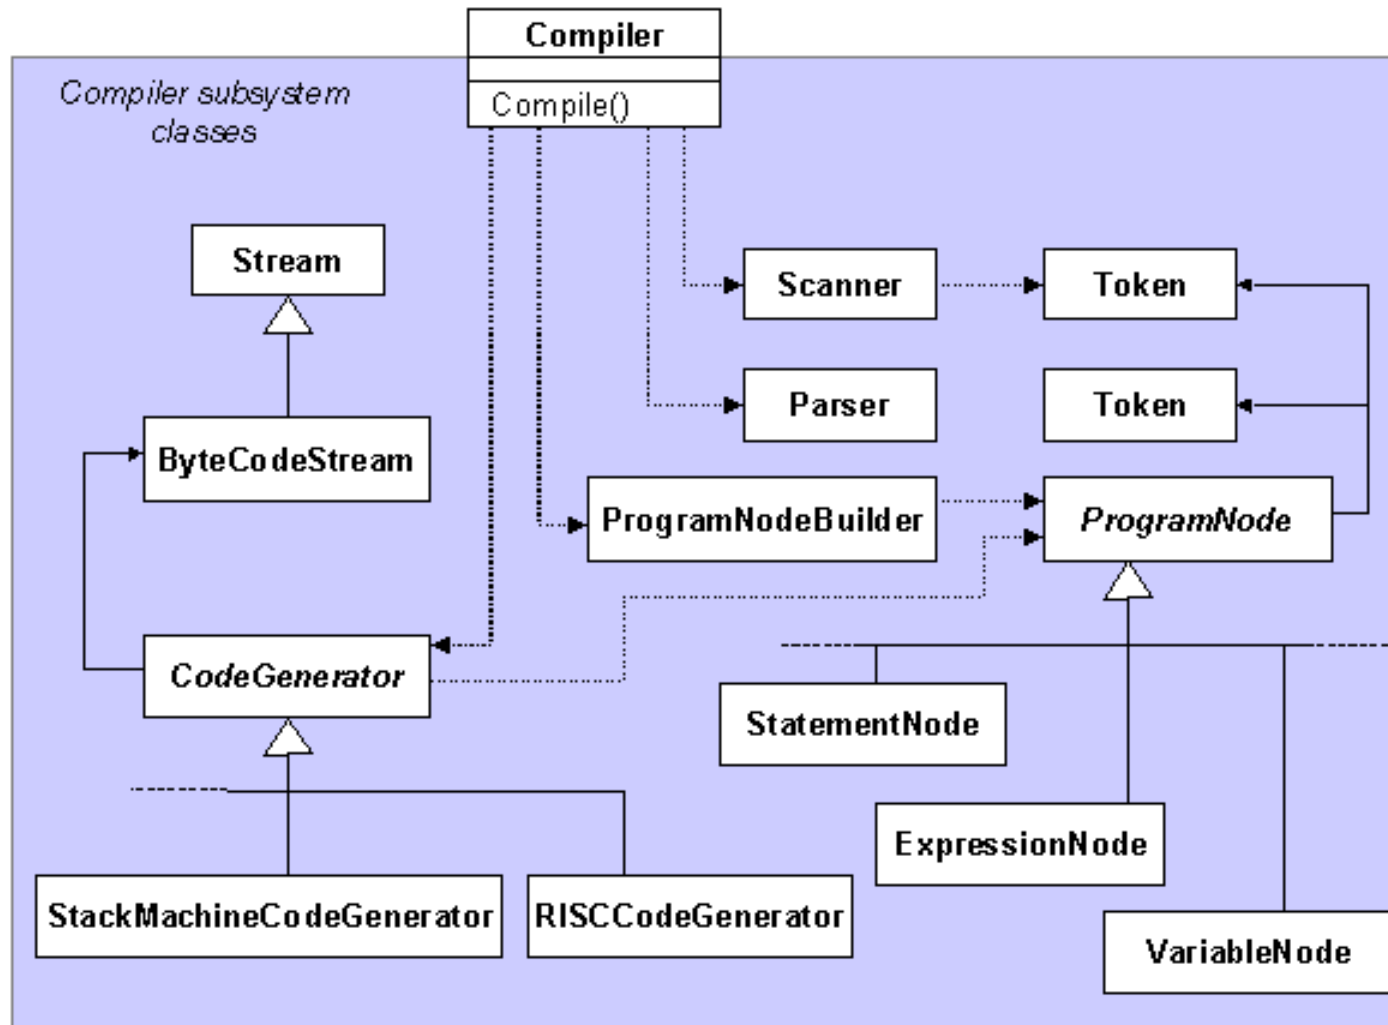 Compiler
Compile()
Compiler subsystem
classes
Stream
Scanner
Token
Parser
Token
ByteCodeStream
ProgramNodeBuilder
ProgramNode
CodeGenerator
StatementNode
ExpressionNode
StackMachineCodeGenerator
RISCCodeGenerator
VariableNode